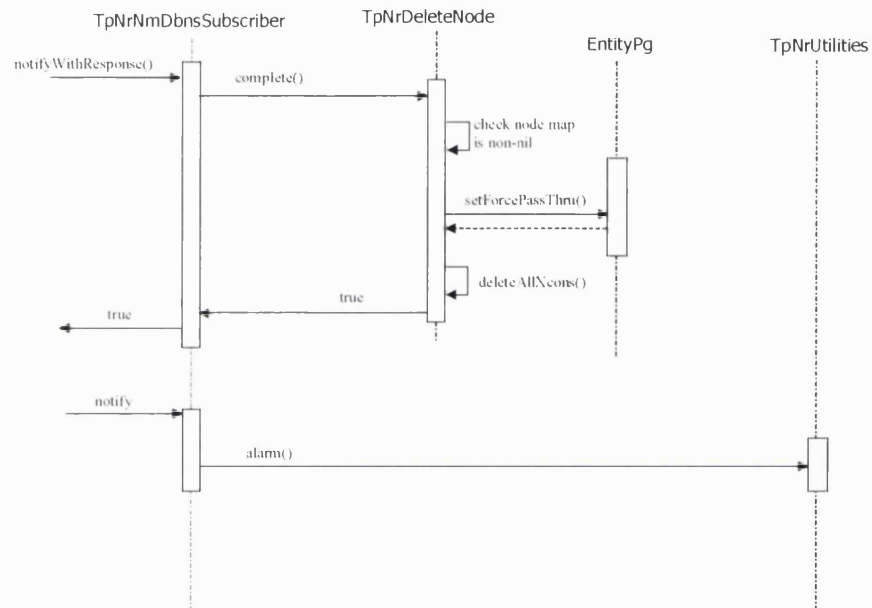 TpNrNmDbnsSubscriber
TpNrDeleteNode
EntityPg
TpNrUtilities
notifyWithResponse()
complete()
check node map
is non-nil
setForcePassThru()
deleteAllXcons()
true
true
notify
alarm()